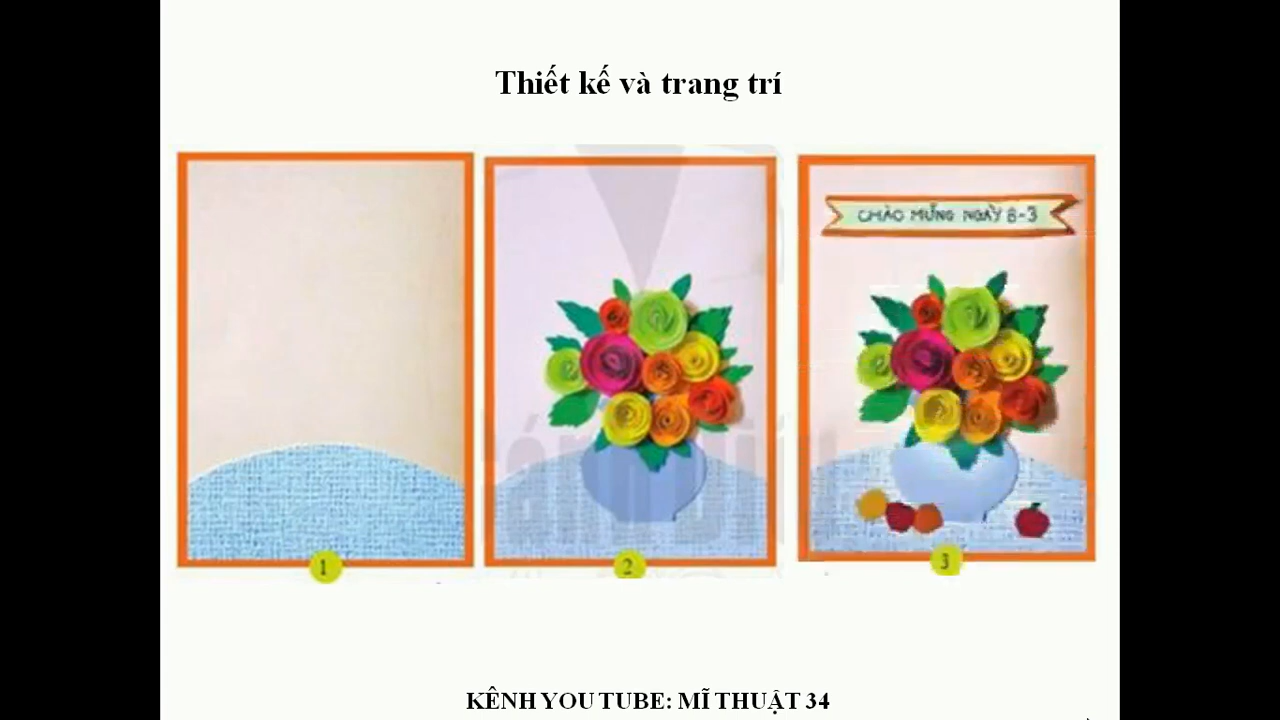 Thiết kế và trang trí
CHÀO MỪNG NGÀY 8-3
1
2
3
KÊNH YOU TUBE: MĨ THUẬT 34